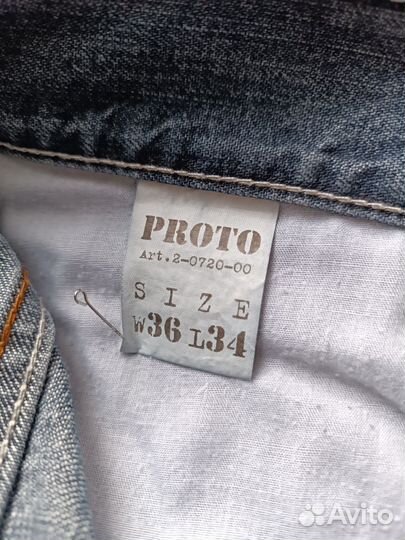 PROTO
Art.2-0720-00
SIZE
W36 L34
Avito